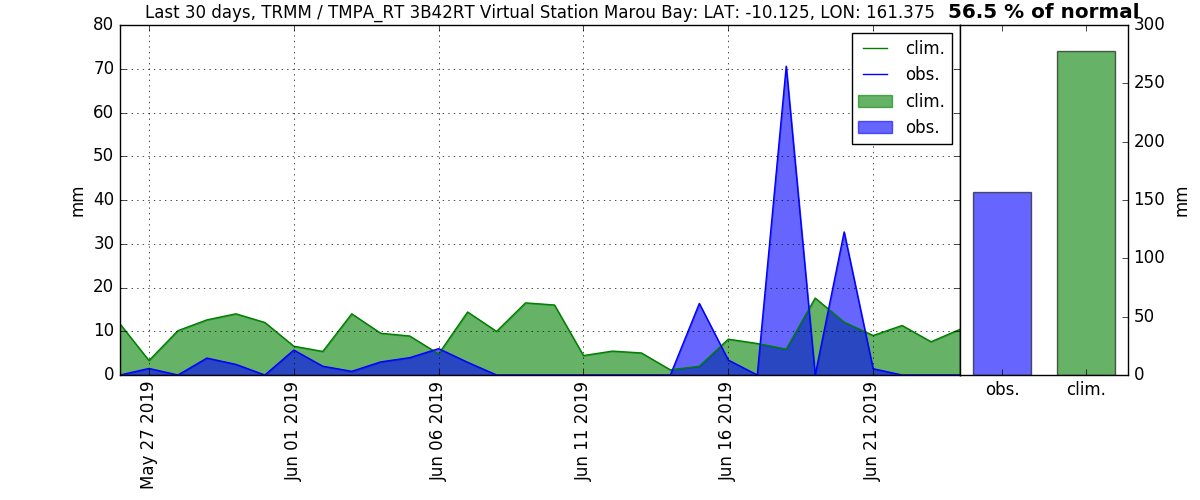 Last 30 days, TRMM / TMPA_RT 3B42RT Virtual Station Marou Bay: LAT: -10.125, LON: 161.375
56.5 % of normal
80
70
60
50
40
30
20
10
0
mm
clim.
obs.
clim.
obs.
May 27 2019
Jun 01 2019
Jun 06 2019
Jun 11 2019
Jun 16 2019
Jun 21 2019
300
250
200
150
100
50
0
mm
obs.
clim.